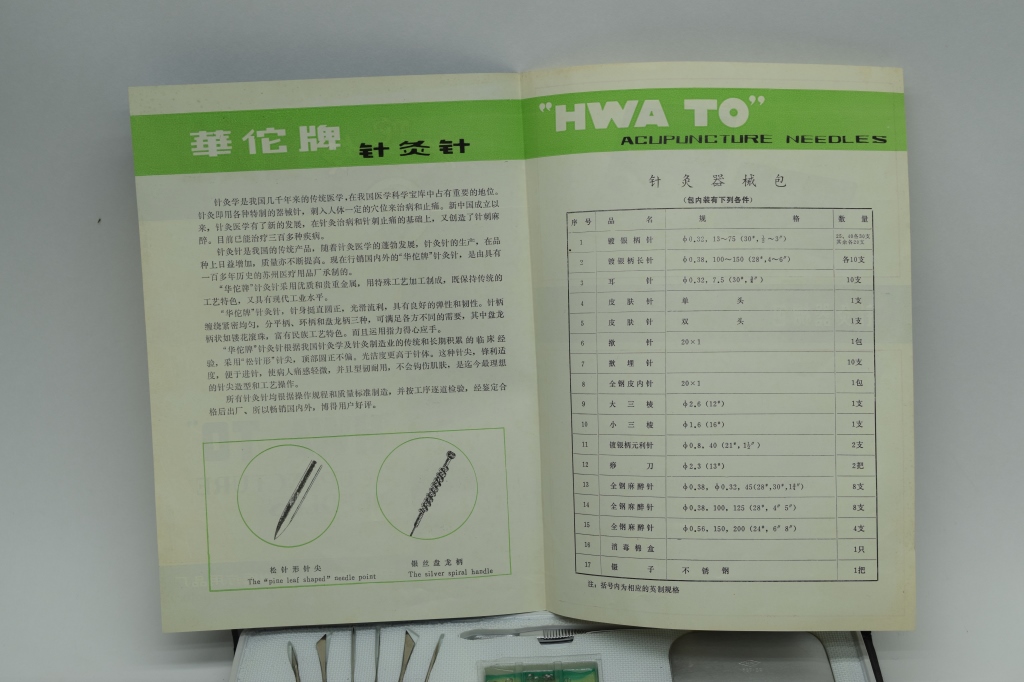 華佗牌 针灸针
针灸学是我国几千年来的传统医学,在我国医学科学宝库中占有重要的地位。
针灸即用各种特制的器械针,刺入人体一定的穴位来治病和止痛。新中国成立以
来,针灸医学有了新的发展,在针灸治病和针刺止痛的基础上,又创造了针刺麻
醉。目前已能治疗三百多种疾病。
针灸针是我国的传统产品,随着针灸医学的蓬勃发展,针灸针的生产,在品
种上日益增加,质量亦不断提高。现在行销国内外的“华佗牌”针灸针,是由具有
一百多年历史的苏州医疗用品厂承制的。
“华佗牌”针灸针采用优质和贵重金属,用特殊工艺加工制成,既保持传统的
工艺特色,又具有现代工业水平。
“华佗牌”针灸针,针身挺直圆正,光滑流利,具有良好的弹性和韧性。针柄
缠绕紧密均匀,分平柄、环柄和盘龙柄三种,可满足各方不同的需要,其中盘龙
柄状如镂花滚珠,富有民族工艺特色。而且运用指力得心应手。
“华佗牌”针灸针根据我国针灸学及针灸制造业的传统和长期积累的临床经
验,采用“松针形”针尖,顶部圆正不偏。光洁度更高于针体。这种针尖,锋利适
度,便于进针,使病人痛感轻微,并且坚韧耐用,不会钩伤肌肤,是迄今最理想
的针尖造型和工艺操作。
所有针灸针均根据操作规程和质量标准制造,并按工序逐道检验,经鉴定合
格后出厂。所以畅销国内外,博得用户好评。
松针形针尖
The "pine leaf shaped" needle point
银丝盘龙柄
The silver spiral handle
"HWA TO"
ACUPUNCTURE NEEDLES
针灸器械包
(包内装有下列各件)
序号 品名 规格 数量
1 镀银柄针 φ0.32, 13~75 (30#, ½~3″)
2 镀银柄长针 φ0.38, 100~150 (28#, 4~6″) 各10支
3 耳针 φ0.32, 7.5 (30#, ¾″) 10支
4 皮肤针 单头 1支
5 皮肤针 双头 1支
6 揿针 20×1 1包
7 揿埋针 10支
8 全钢皮内针 20×1 1包
9 大三棱 φ2.6 (12#) 1支
10 小三棱 φ1.6 (16#) 1支
11 镀银柄元利针 φ0.8, 40 (21#, 1½″) 2支
12 刀 φ2.3 (13#) 2把
13 全钢麻醉针 φ0.38, φ0.32, 45(28#,30#,1¾″) 8支
14 全钢麻醉针 φ0.38, 100, 125 (28#, 4″ 5″) 8支
15 全钢麻醉针 φ0.56, 150, 200 (24#, 6″ 8″) 4支
16 消毒棉盒 1只
17 镊子 不锈钢 1把
注:括号内为相应的英制规格